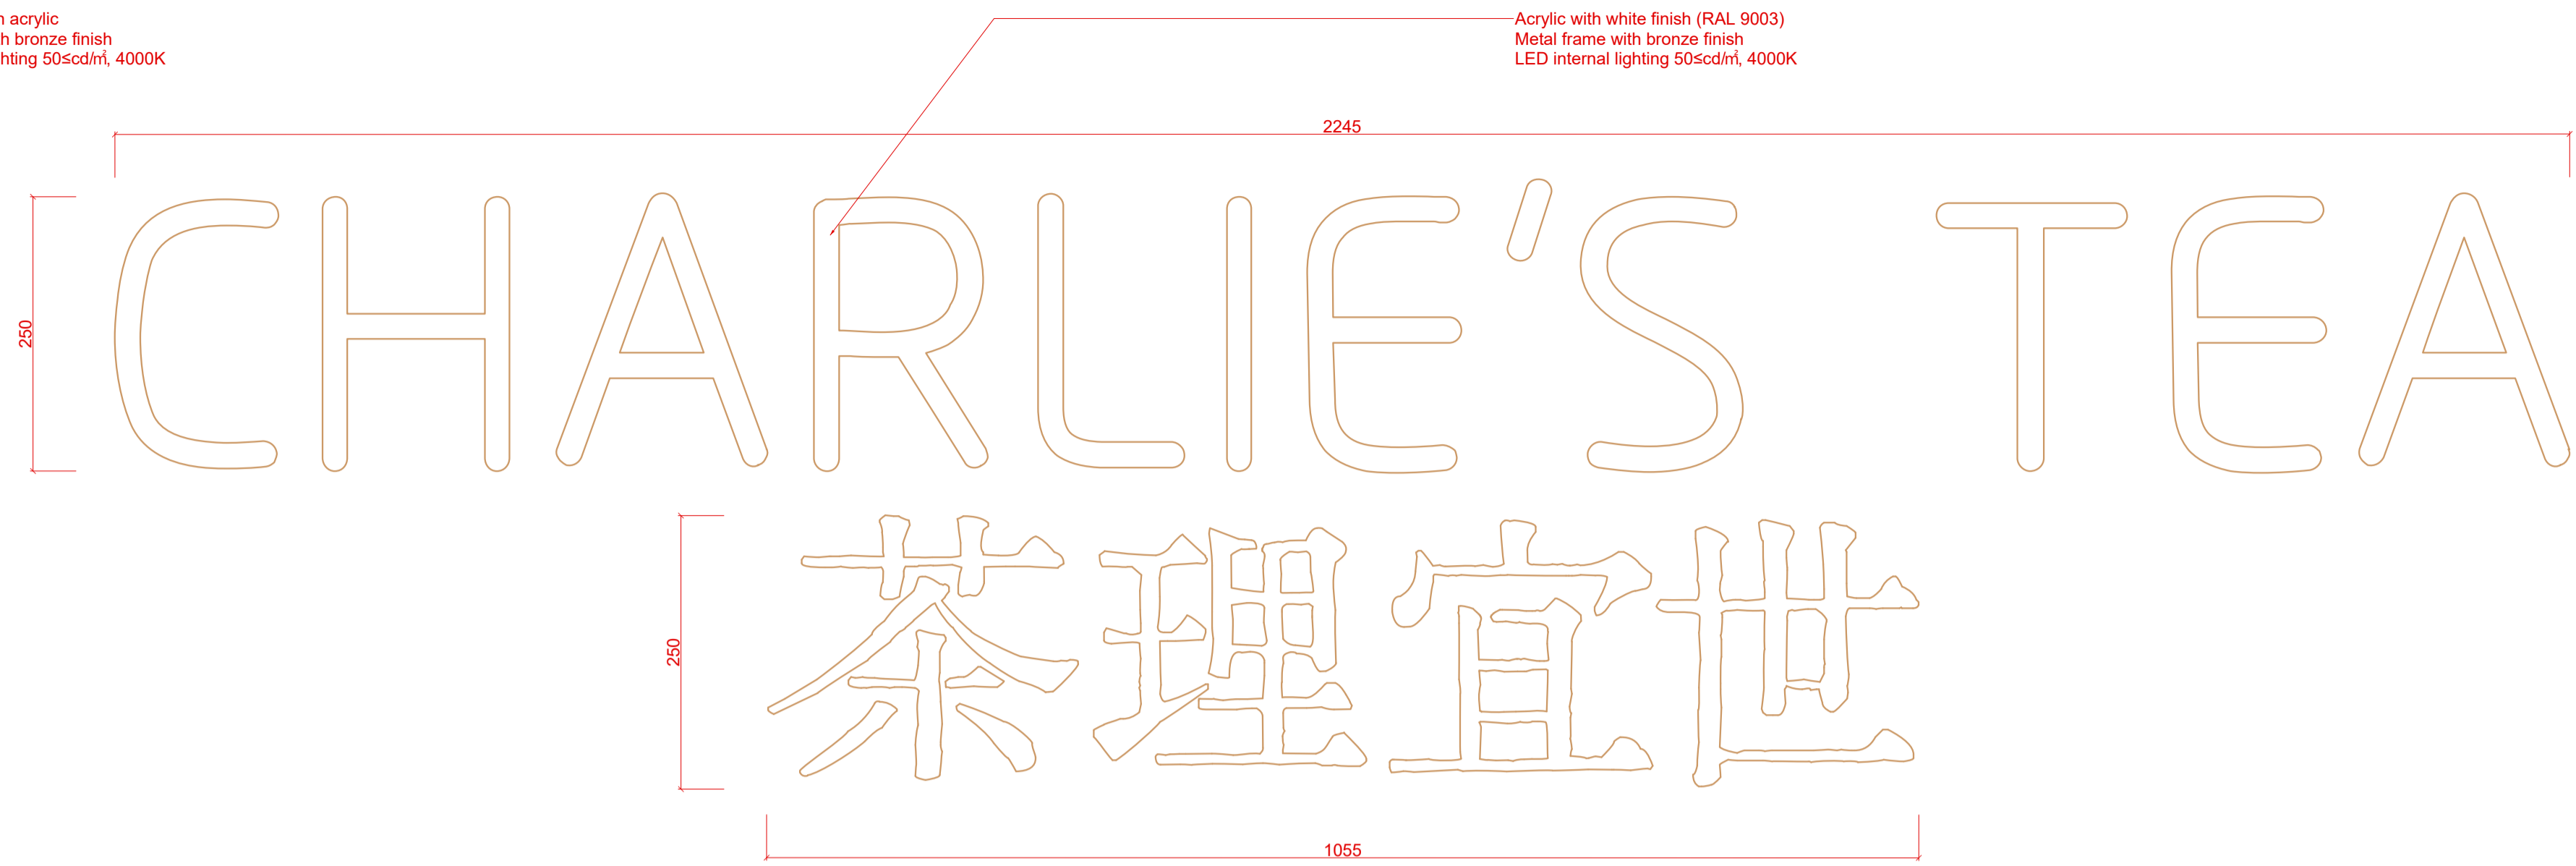 acrylic
bronze finish
lighting 50≤cd/㎡, 4000K
Acrylic with white finish (RAL 9003)
Metal frame with bronze finish
LED internal lighting 50≤cd/㎡, 4000K
2245
250
CHARLIE'S TEA
250
茶理宜世
1055